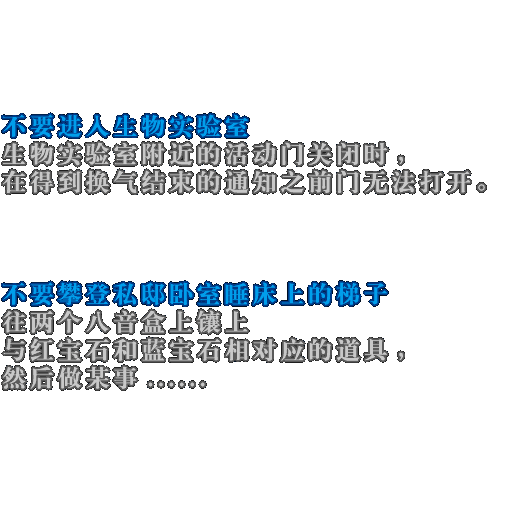 不要进入生物实验室
生物实验室附近的活动门关闭时，
在得到换气结束的通知之前门无法打开。
不要攀登私邸卧室睡床上的梯子
往两个八音盒上镶上
与红宝石和蓝宝石相对应的道具，
然后做某事 ……